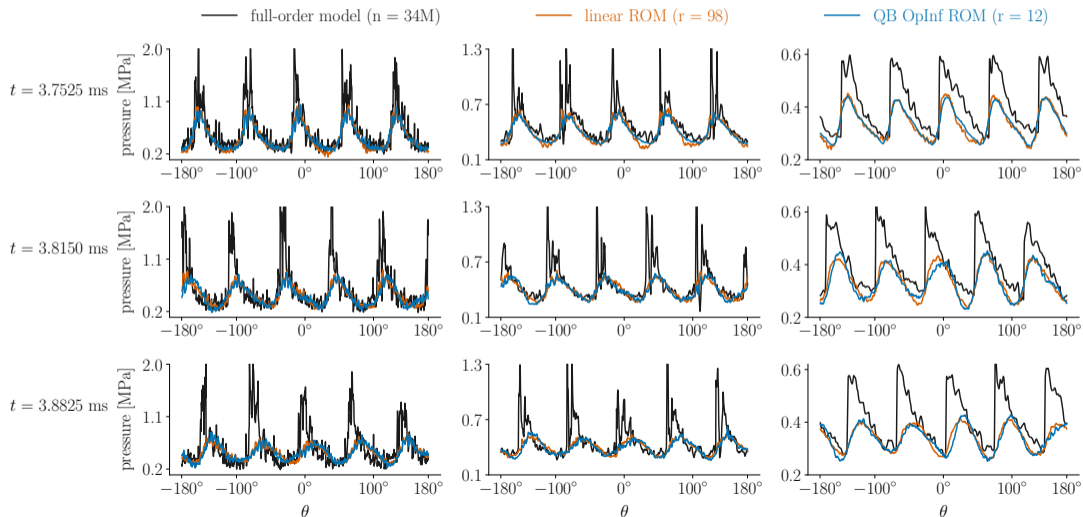 full-order model (n = 34M) linear ROM (r = 98) QB OpInf ROM (r = 12)
t = 3.7525 ms
pressure [MPa]
2.0 1.3 0.6
1.1 0.7 0.4
0.2 0.1 0.2
−180° −100° 0° 100° 180° −180° −100° 0° 100° 180° −180° −100° 0° 100° 180°
t = 3.8150 ms
pressure [MPa]
2.0 1.3 0.6
1.1 0.7 0.4
0.2 0.1 0.2
−180° −100° 0° 100° 180° −180° −100° 0° 100° 180° −180° −100° 0° 100° 180°
t = 3.8825 ms
pressure [MPa]
2.0 1.3 0.6
1.1 0.7 0.4
0.2 0.1 0.2
−180° −100° 0° 100° 180° −180° −100° 0° 100° 180° −180° −100° 0° 100° 180°
θ θ θ